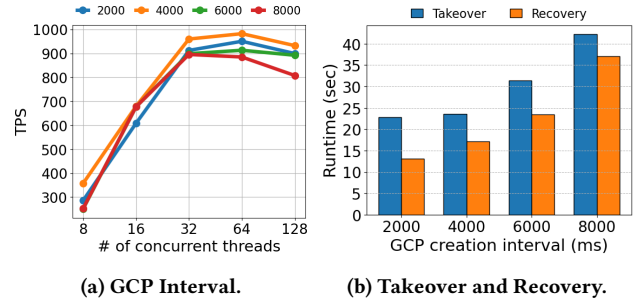 2000 4000 6000 8000
1000
900
800
700
600
500
400
300
TPS
8 16 32 64 128
# of concurrent threads
(a) GCP Interval.
Takeover Recovery
40
35
30
25
20
15
10
5
0
Runtime (sec)
2000 4000 6000 8000
GCP creation interval (ms)
(b) Takeover and Recovery.